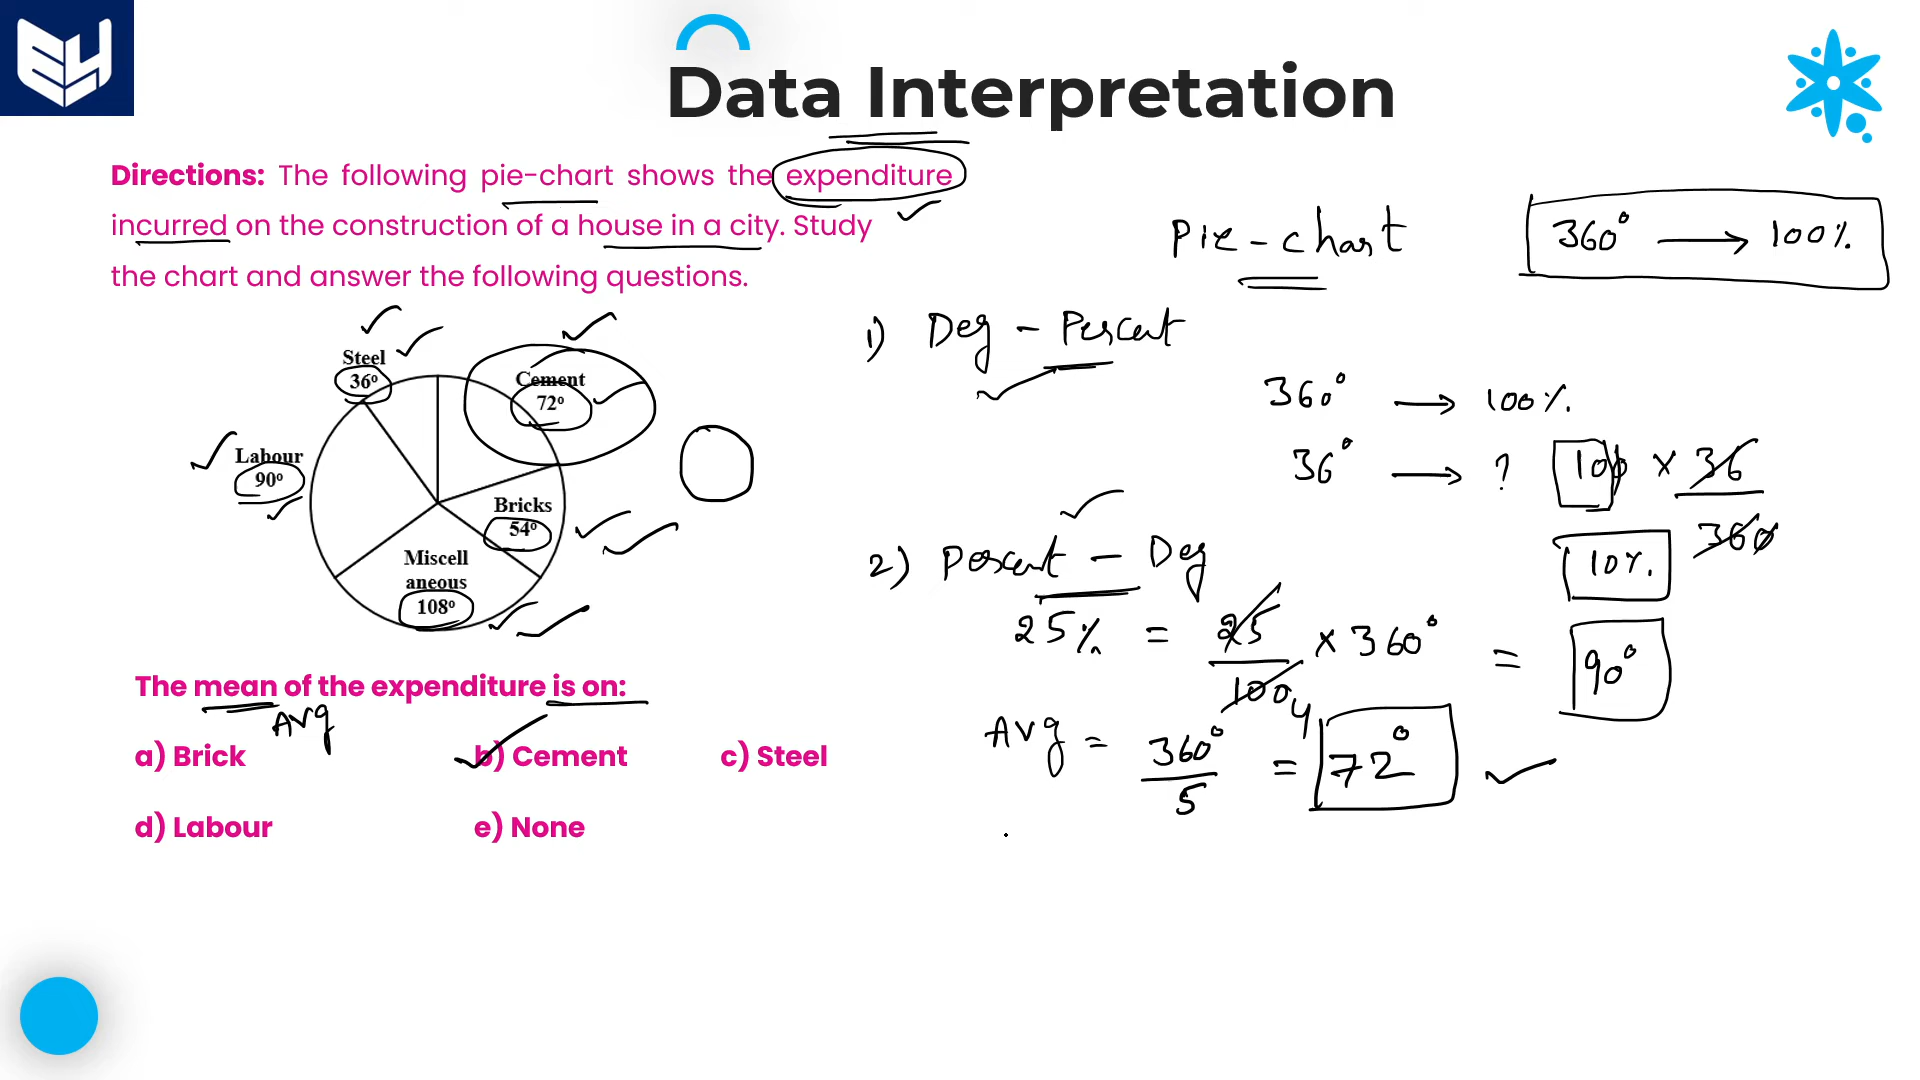 Data Interpretation
Directions: The following pie-chart shows the expenditure
incurred on the construction of a house in a city. Study
the chart and answer the following questions.
Pie - chart
360° → 100%
1) Deg - Percent
Steel
36°
Cement
72°
360° → 100%
Labour
90°
36° → ? 100 × 36
360
Bricks
54°
10%
2) Percent - Deg
Miscell
aneous
108°
25% = 25 × 360° = 90°
100 4
The mean of the expenditure is on:
Avg
Avg = 360° = 72°
5
a) Brick b) Cement c) Steel
d) Labour e) None